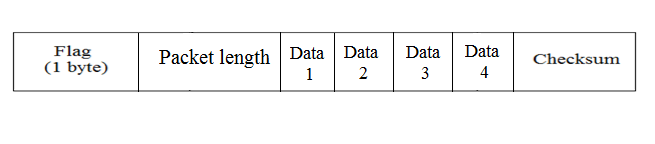 Flag
(1 byte)
Packet length
Data
1
Data
2
Data
3
Data
4
Checksum